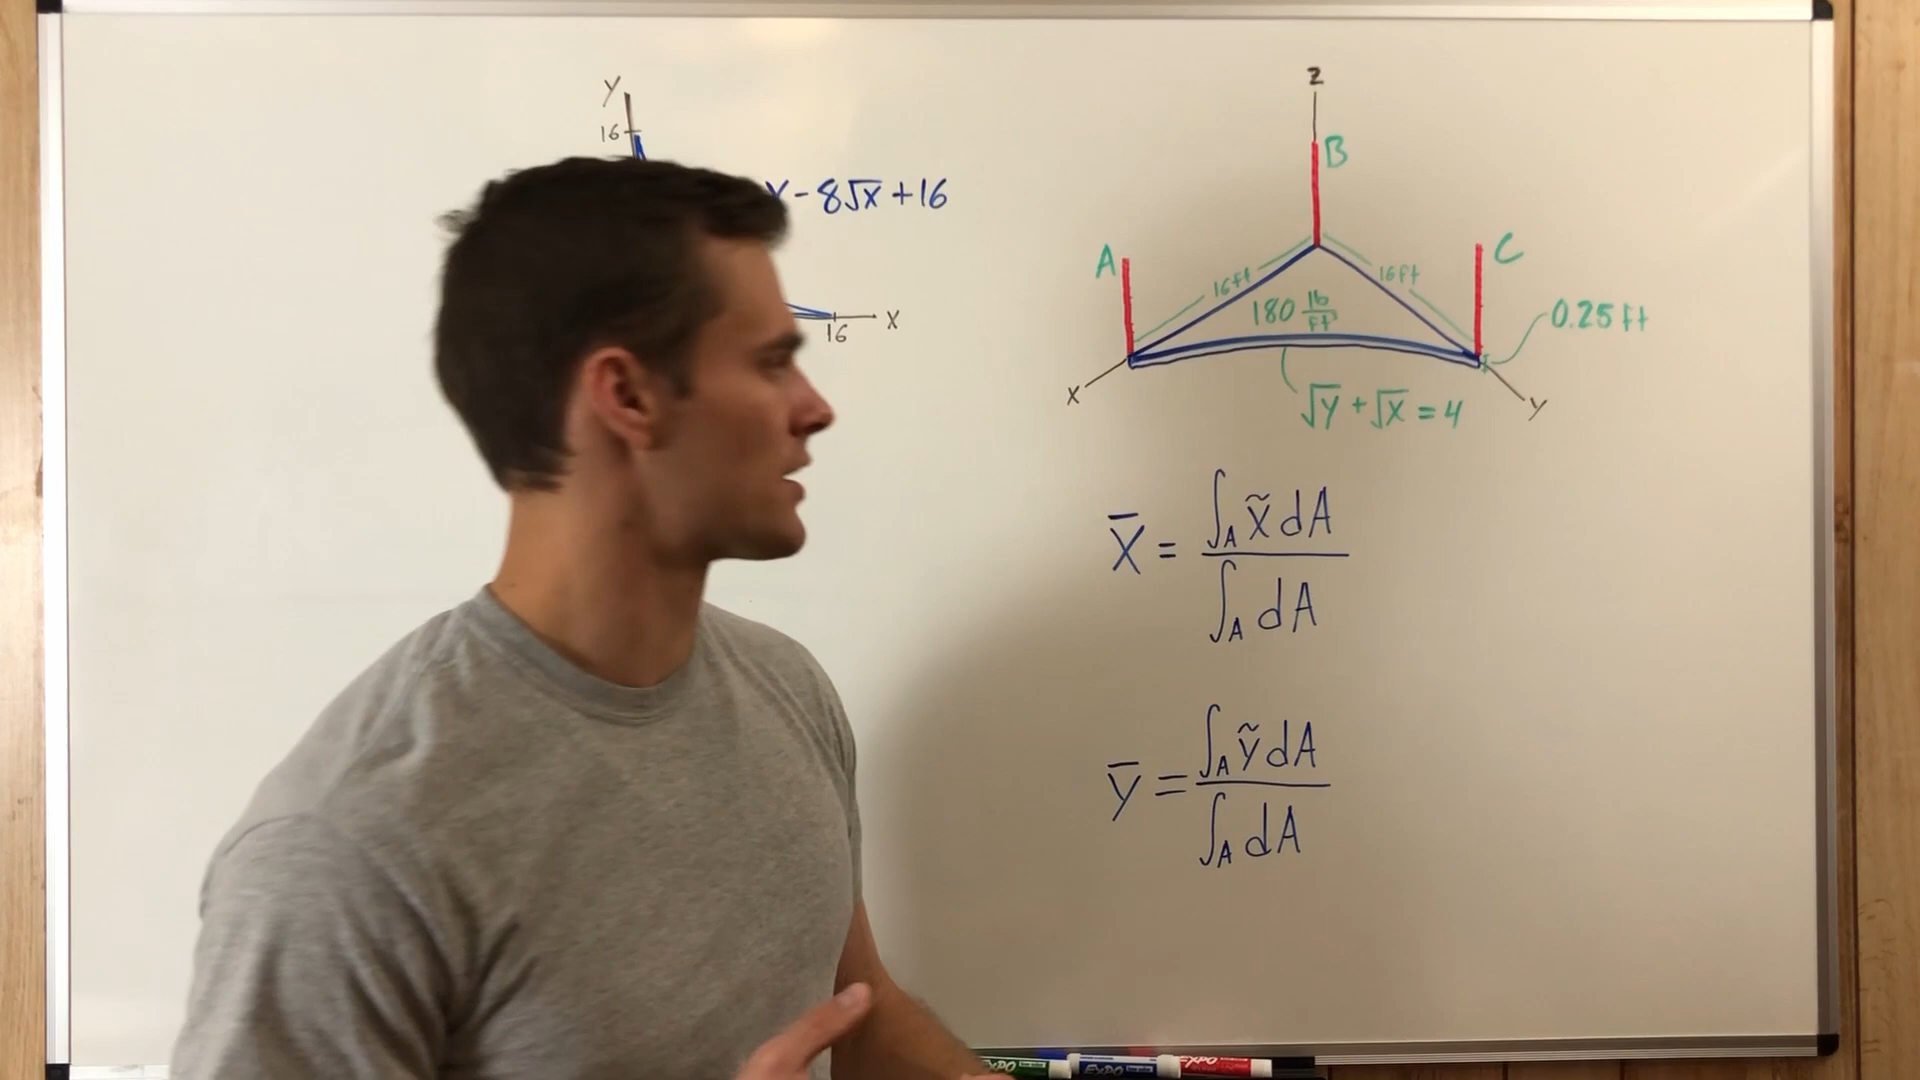 Y
16
- 8√x + 16
16 X
Z
B
A
C
16ft
16ft
180 lb/ft
0.25 ft
X
√Y + √X = 4
Y
X̄ = ∫A x̃ dA / ∫A dA
ȳ = ∫A ỹ dA / ∫A dA
EXPO
EXPO
EXPO